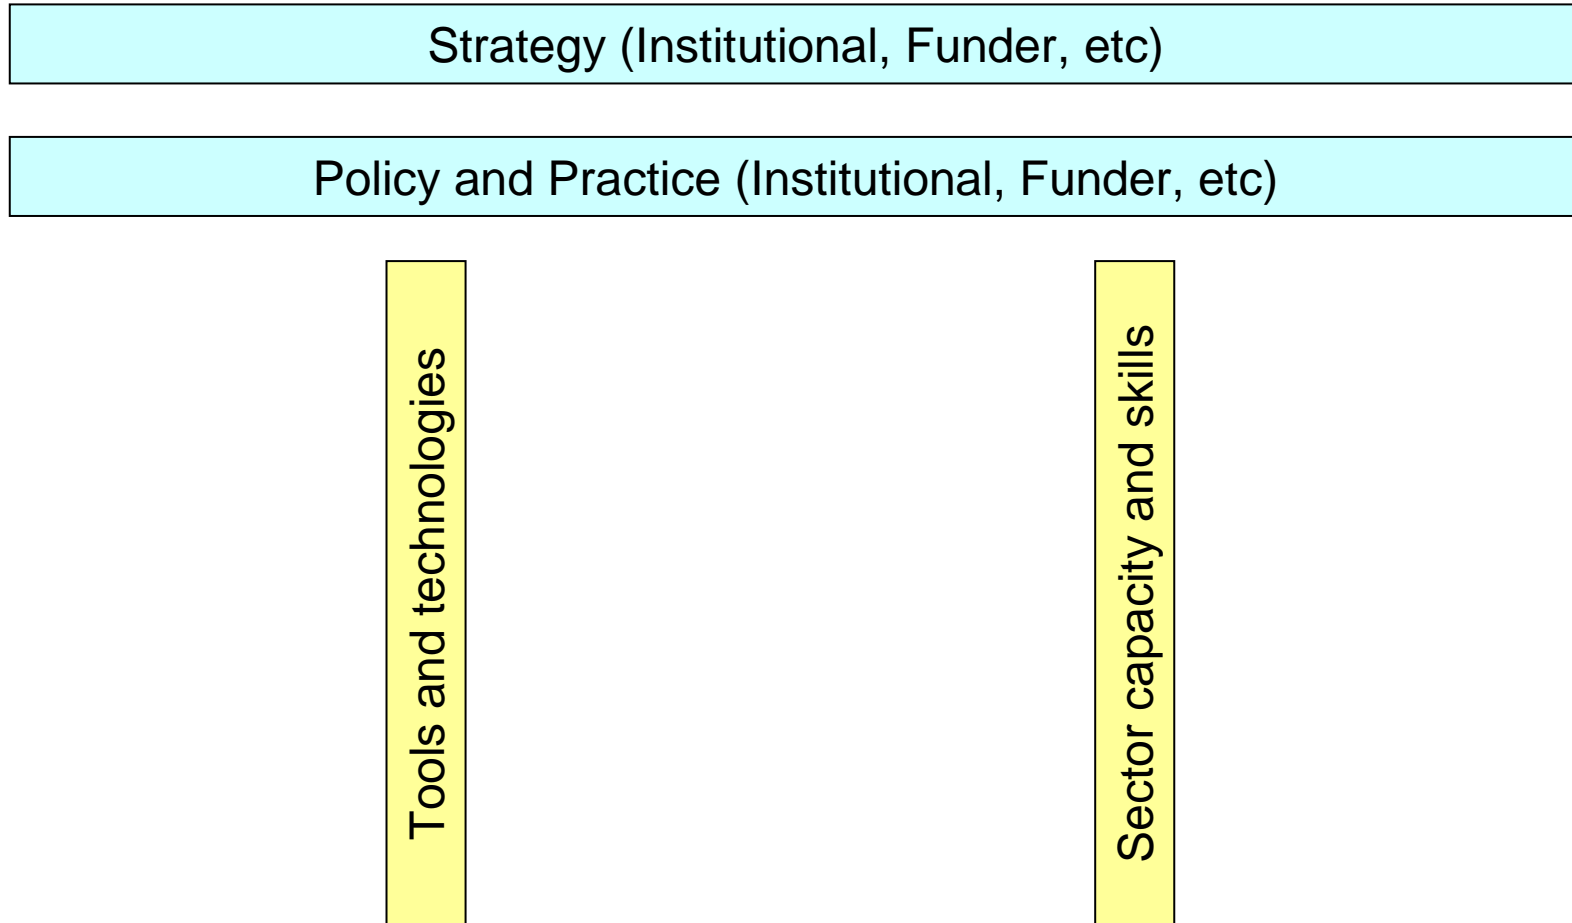 Strategy (Institutional, Funder, etc)
Policy and Practice (Institutional, Funder, etc)
Tools and technologies
Sector capacity and skills